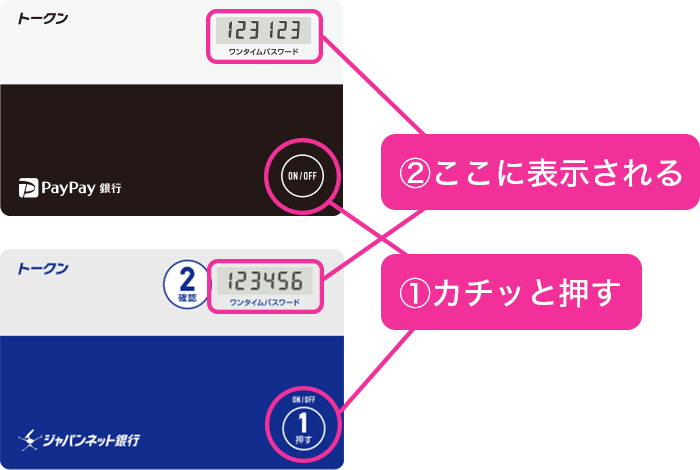 トークン
123 123
ワンタイムパスワード
ON/OFF
PayPay 銀行
②ここに表示される
トークン
2
確認
123456
ワンタイムパスワード
①カチッと押す
ON/OFF
1
押す
ジャパンネット銀行